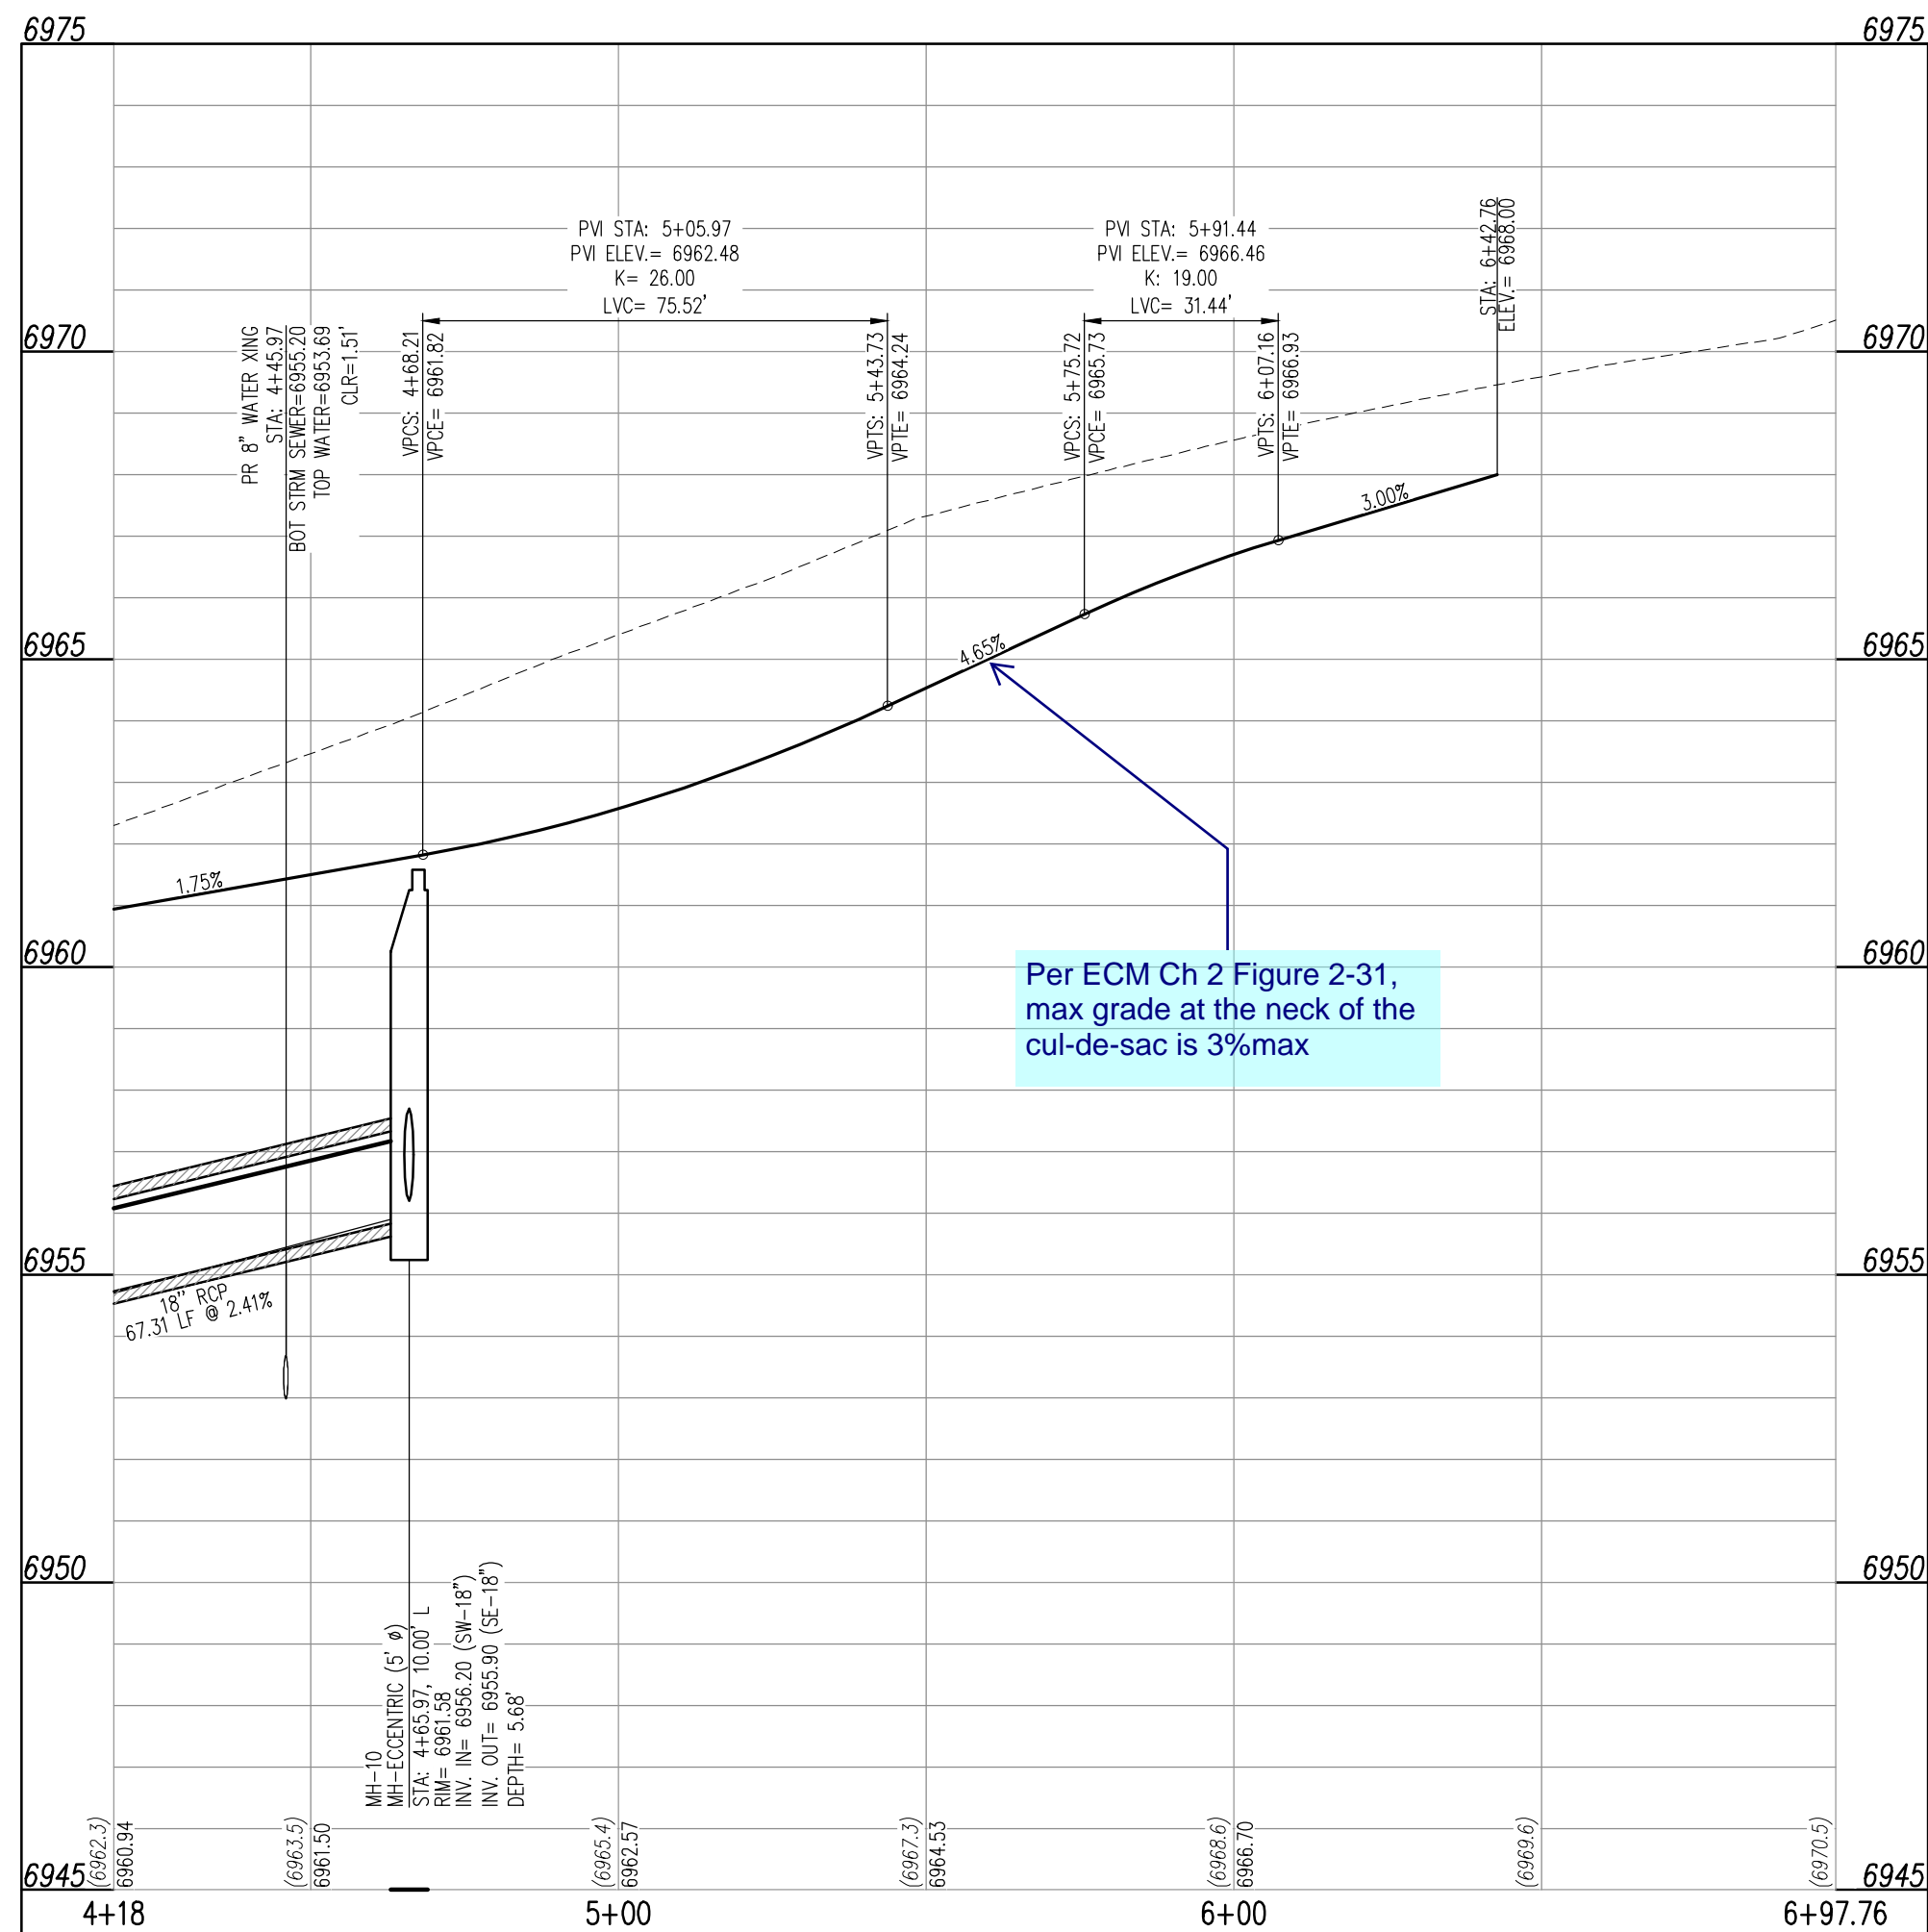 6975
6975
PVI STA: 5+05.97
PVI ELEV.= 6962.48
K= 26.00
LVC= 75.52'
PVI STA: 5+91.44
PVI ELEV.= 6966.46
K: 19.00
LVC= 31.44'
STA: 6+42.76
ELEV.= 6968.00
6970
6970
PR 8" WATER XING
STA: 4+45.97
BOT STRM SEWER=6955.20
TOP WATER=6953.69
CLR=1.51'
VPCS: 4+68.21
VPCE= 6961.82
VPTS: 5+43.73
VPTE= 6964.24
VPCS: 5+75.72
VPCE= 6965.73
VPTS: 6+07.16
VPTE= 6966.93
3.00%
6965
6965
4.65%
1.75%
6960
6960
Per ECM Ch 2 Figure 2-31,
max grade at the neck of the
cul-de-sac is 3%max
6955
6955
18" RCP
67.31 LF @ 2.41%
6950
6950
MH-10
MH-ECCENTRIC (5' ø)
STA: 4+65.97, 10.00' L
RIM= 6961.58
INV. IN= 6956.20 (SW-18")
INV. OUT= 6955.90 (SE-18")
DEPTH= 5.68'
6945
6945
(6962.3)
6960.94
(6963.5)
6961.50
(6965.4)
6962.57
(6967.3)
6964.53
(6968.6)
6966.70
(6969.6)
(6970.5)
4+18
5+00
6+00
6+97.76